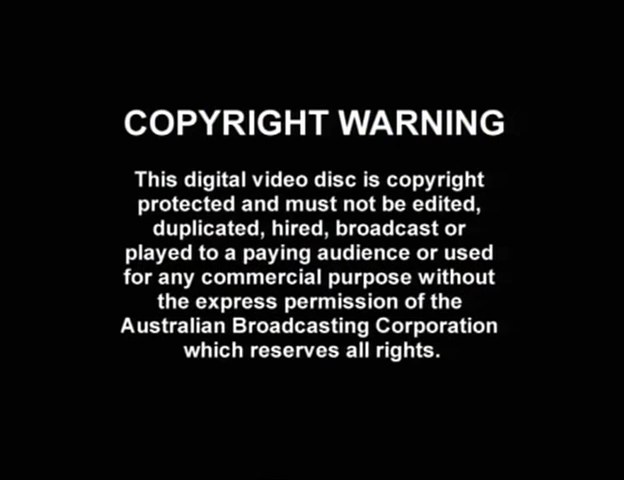 COPYRIGHT WARNING
This digital video disc is copyright
protected and must not be edited,
duplicated, hired, broadcast or
played to a paying audience or used
for any commercial purpose without
the express permission of the
Australian Broadcasting Corporation
which reserves all rights.